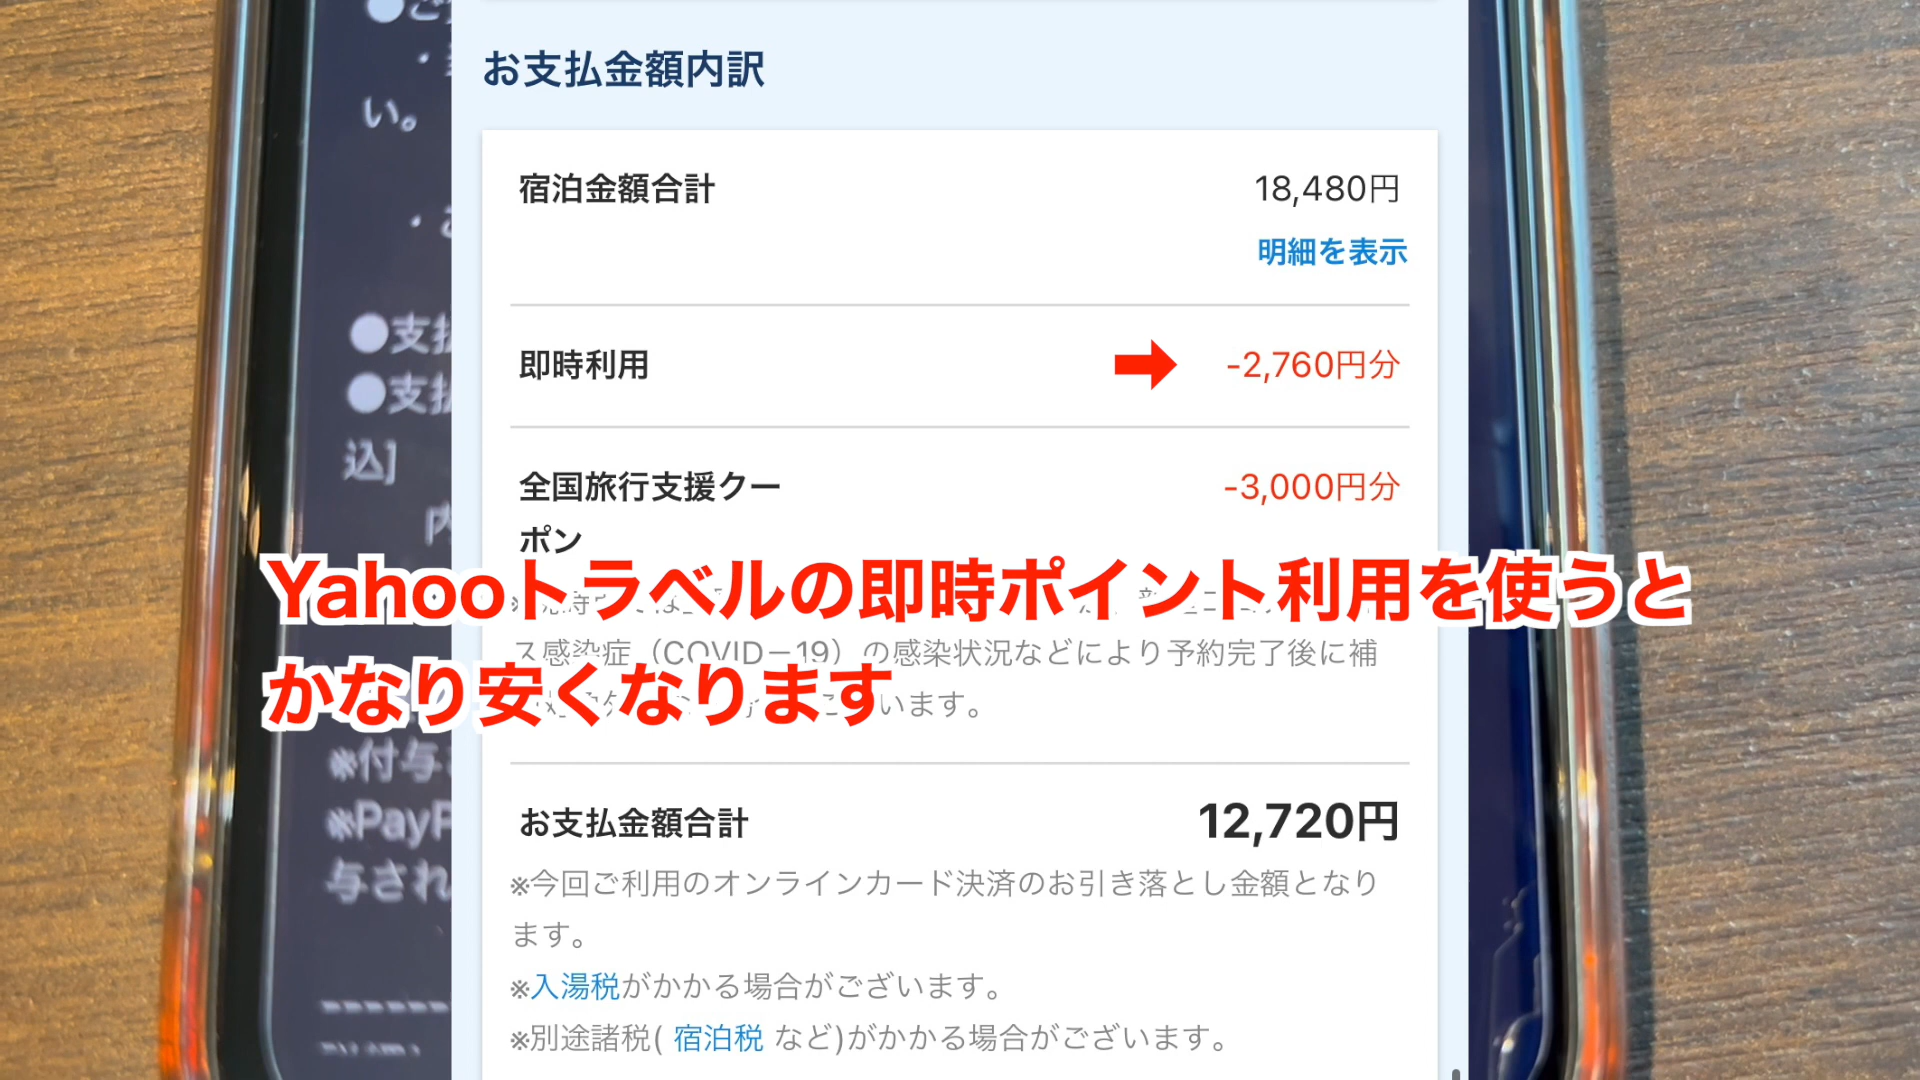 お支払金額内訳
宿泊金額合計 18,480円
明細を表示
即時利用 -2,760円分
全国旅行支援クー -3,000円分
ポン
Yahooトラベルの即時ポイント利用を使うと
ス感染症（COVID－19）の感染状況などにより予約完了後に補
かなり安くなります
います。
お支払金額合計 12,720円
※今回ご利用のオンラインカード決済のお引き落とし金額となり
ます。
※入湯税がかかる場合がございます。
※別途諸税( 宿泊税 など)がかかる場合がございます。
い。
●支払
●支払
込]
※付与
※PayP
与され